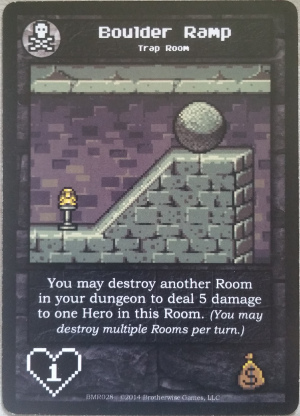 Boulder Ramp
Trap Room
You may destroy another Room
in your dungeon to deal 5 damage
to one Hero in this Room. (You may
destroy multiple Rooms per turn.)
1
BMR028 - ©2014 Brotherwise Games, LLC
$